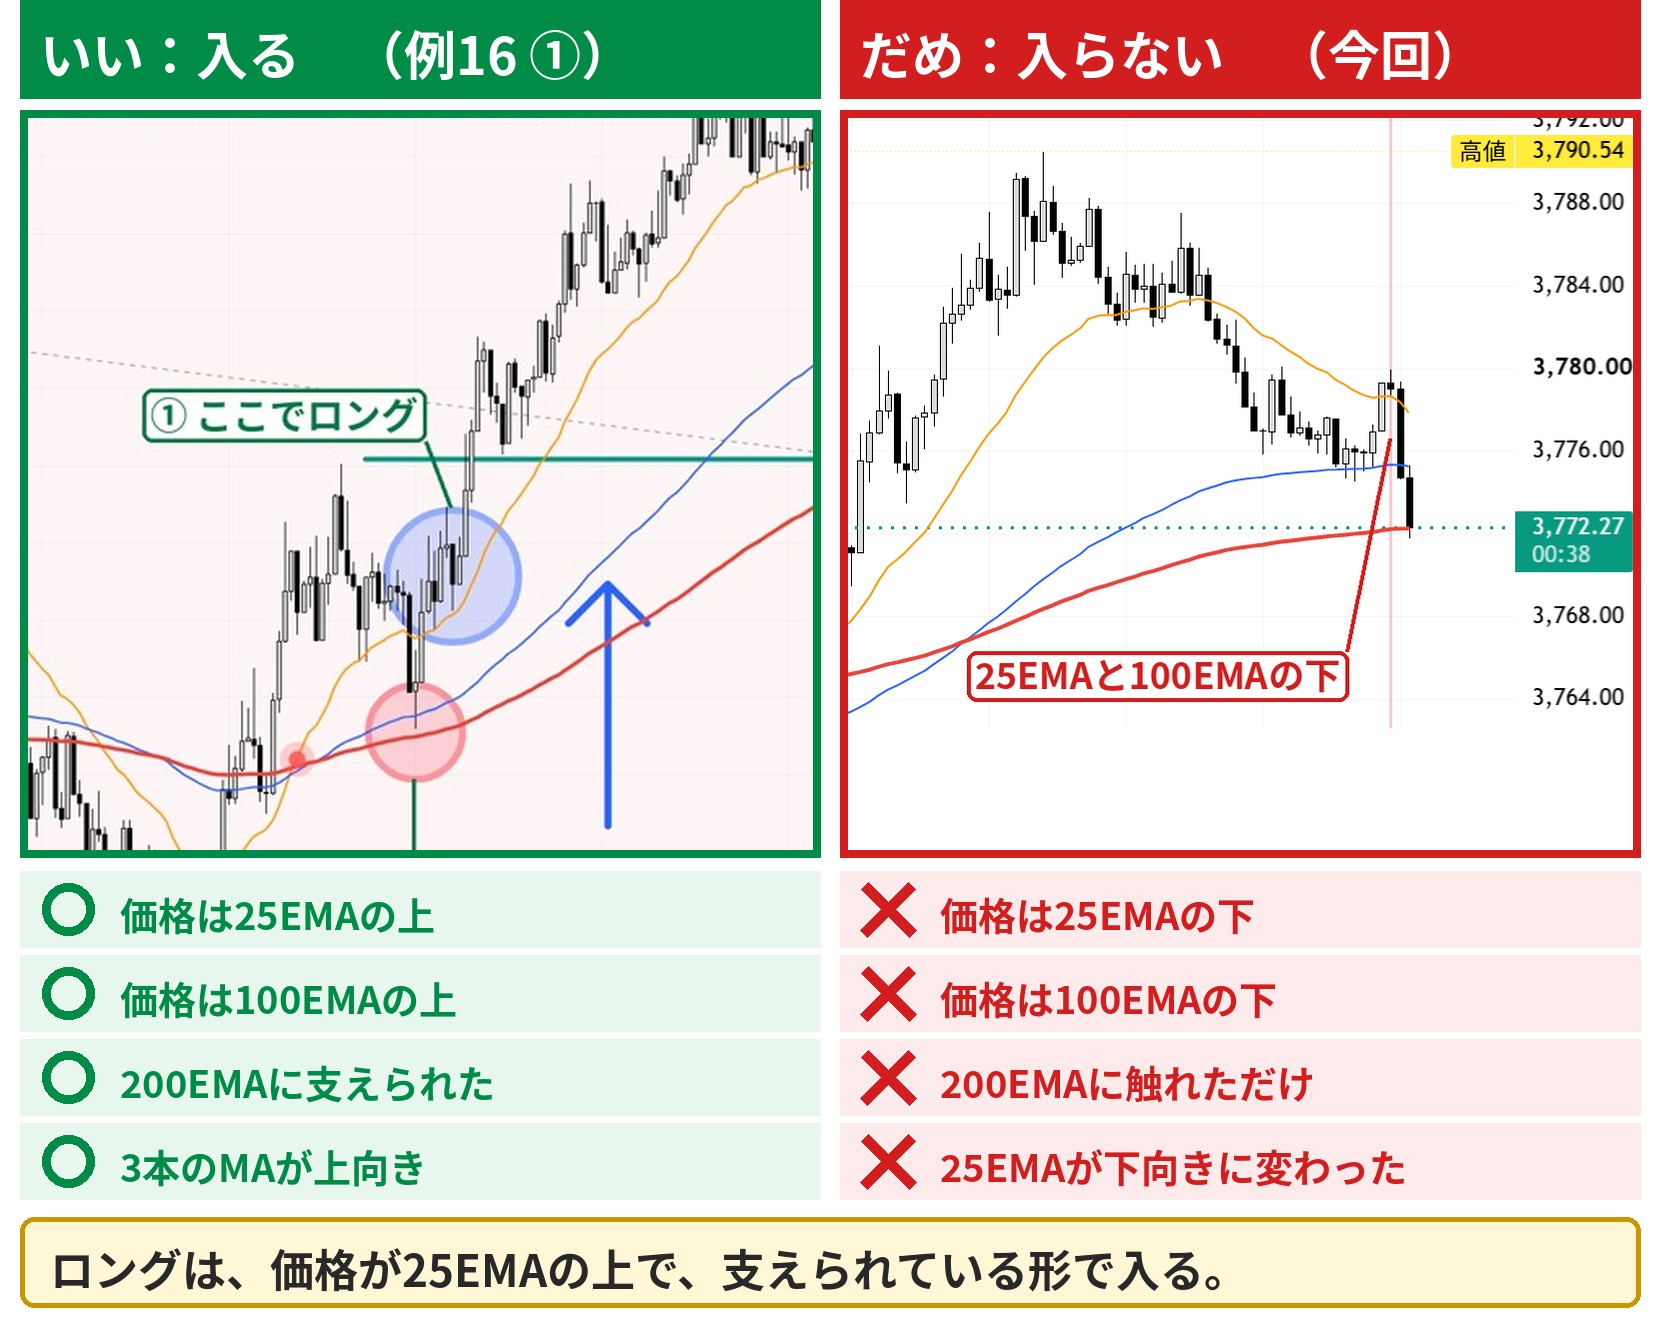 いい：入る （例16 ①）
だめ：入らない （今回）
① ここでロング
3,792.00
高値 3,790.54
3,788.00
3,784.00
3,780.00
3,776.00
3,772.27
00:38
3,768.00
3,764.00
25EMAと100EMAの下
価格は25EMAの上
価格は100EMAの上
200EMAに支えられた
3本のMAが上向き
価格は25EMAの下
価格は100EMAの下
200EMAに触れただけ
25EMAが下向きに変わった
ロングは、価格が25EMAの上で、支えられている形で入る。